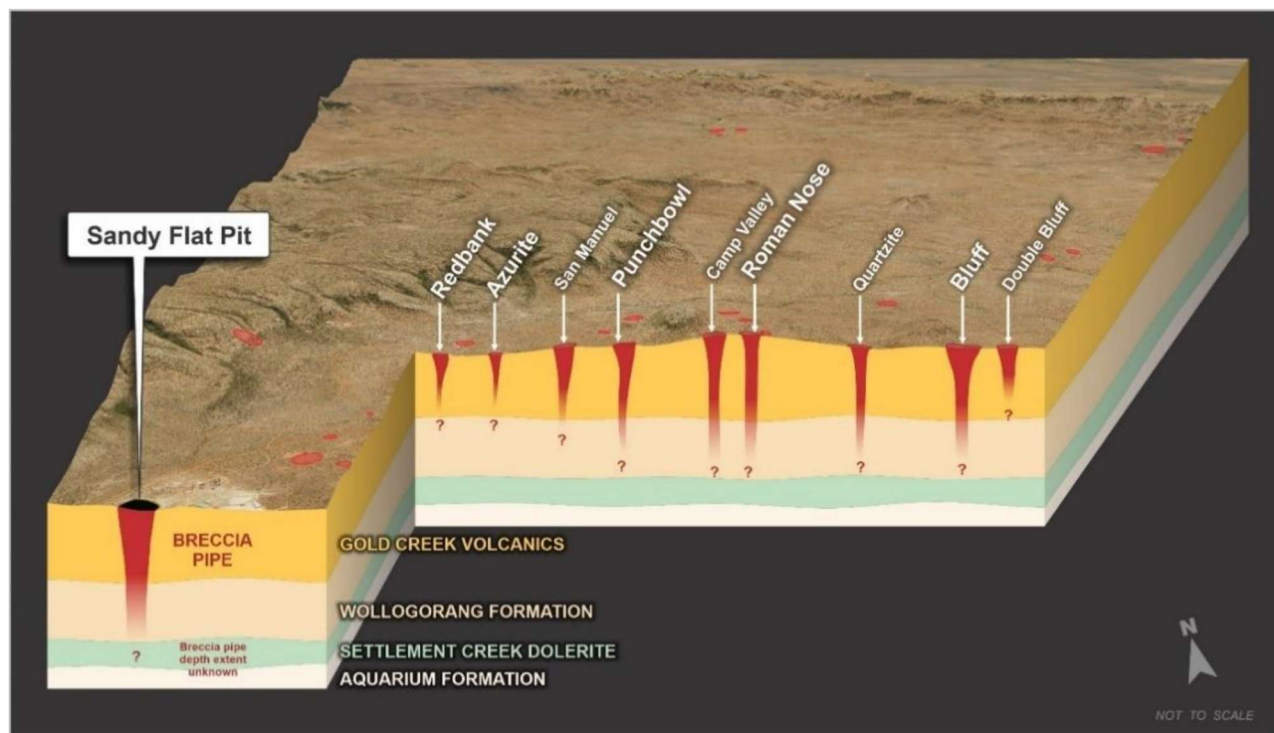 Sandy Flat Pit
Redbank
Azurite
San Manuel
Punchbowl
Camp Valley
Roman Nose
Quartzite
Bluff
Double Bluff
?
?
?
?
?
?
?
?
?
BRECCIA
PIPE
GOLD CREEK VOLCANICS
WOLLOGORANG FORMATION
?
Breccia pipe
depth extent
unknown
SETTLEMENT CREEK DOLERITE
AQUARIUM FORMATION
N
NOT TO SCALE